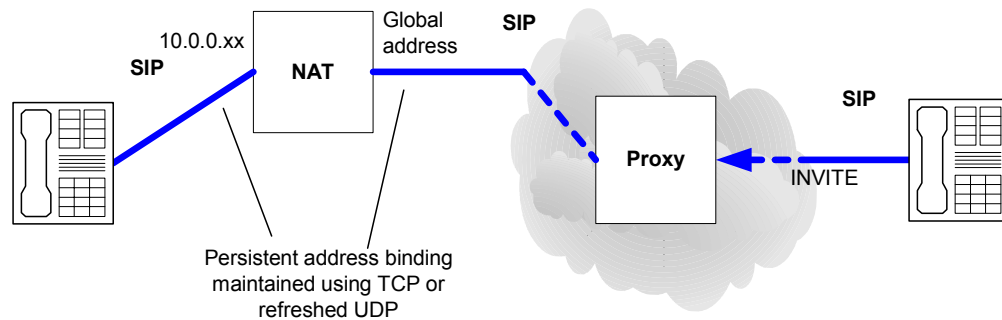 10.0.0.xx
SIP
NAT
Global
address
SIP
Proxy
SIP
INVITE
Persistent address binding
maintained using TCP or
refreshed UDP